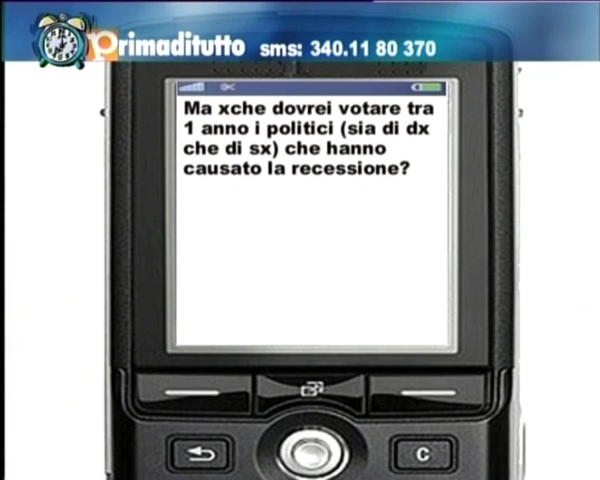 Primaditutto sms: 340.11 80 370
Ma xche dovrei votare tra
1 anno i politici (sia di dx
che di sx) che hanno
causato la recessione?
C